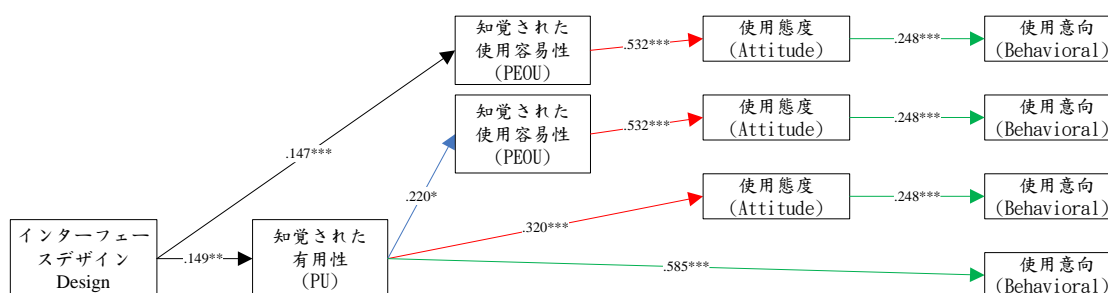 知覚された
使用容易性
(PEOU)
.532***
使用態度
(Attitude)
.248***
使用意向
(Behavioral)
.147***
知覚された
使用容易性
(PEOU)
.532***
使用態度
(Attitude)
.248***
使用意向
(Behavioral)
.220*
使用態度
(Attitude)
.248***
使用意向
(Behavioral)
.320***
インターフェー
スデザイン
Design
.149**
知覚された
有用性
(PU)
.585***
使用意向
(Behavioral)